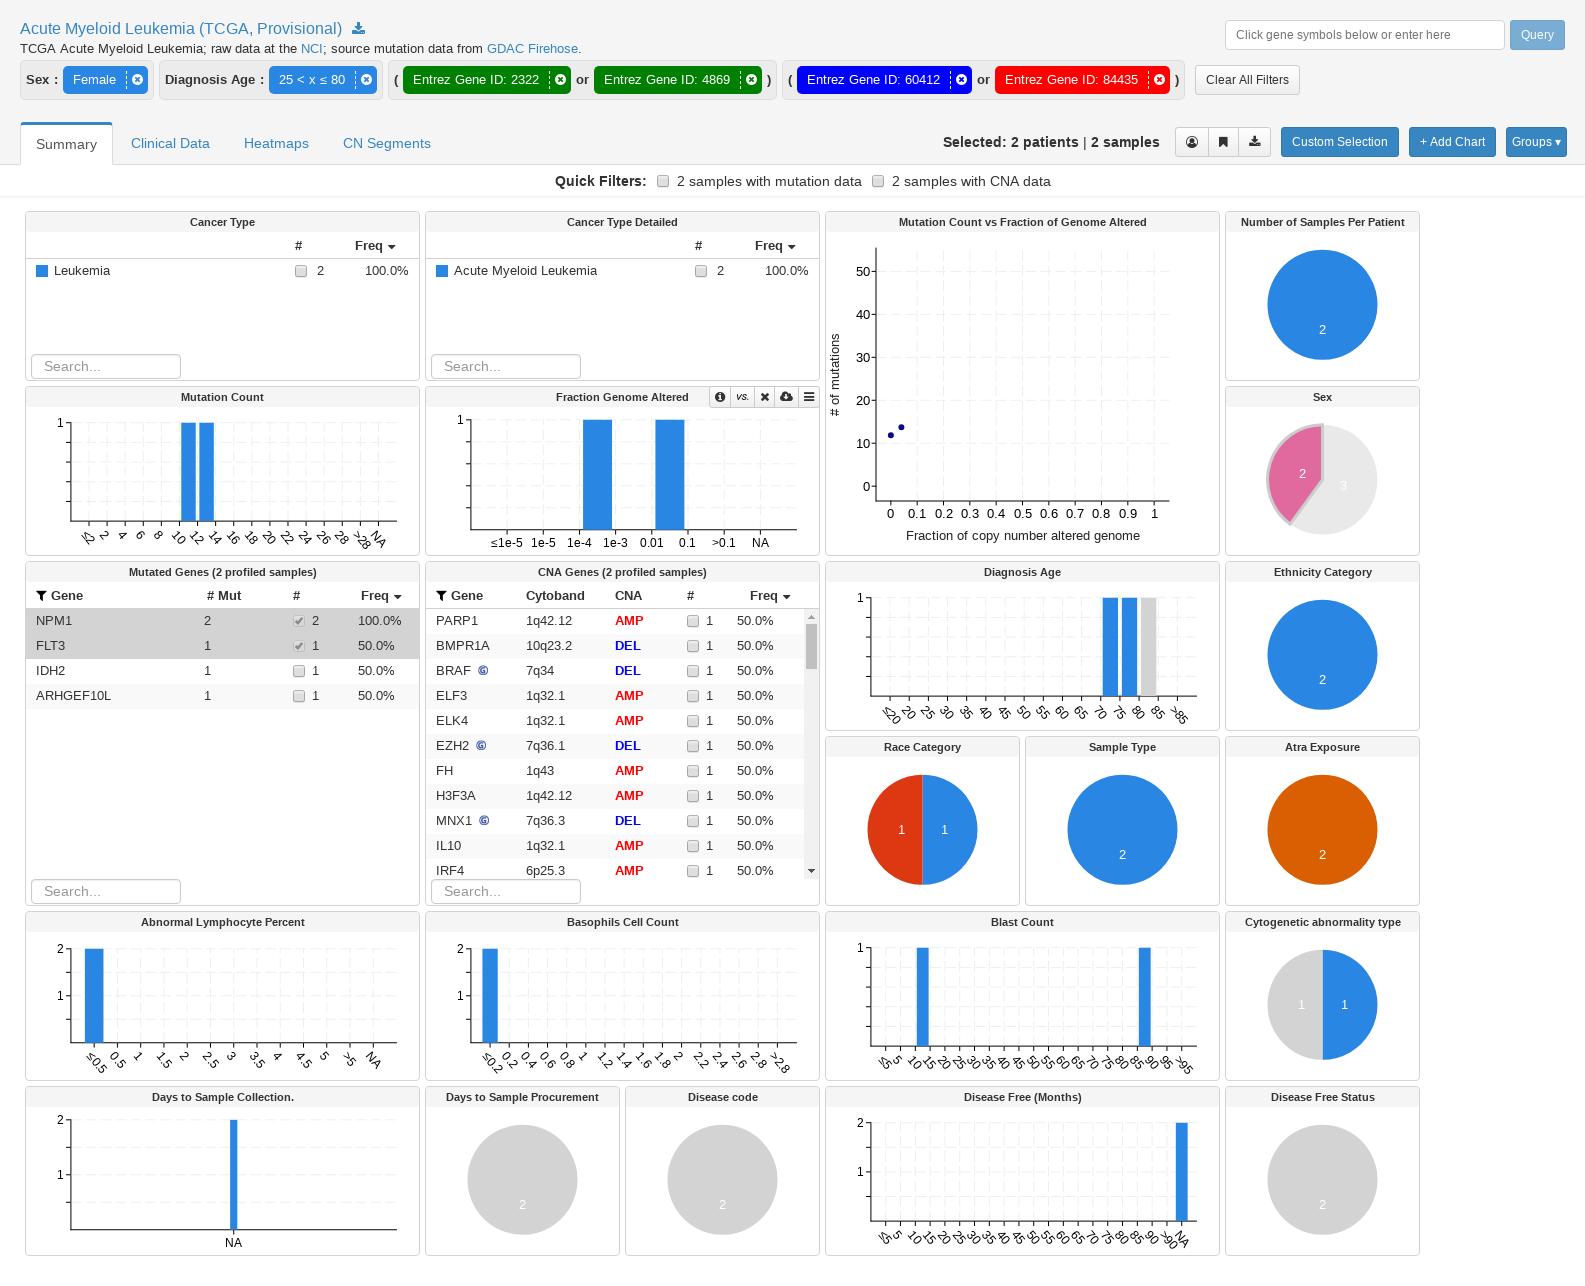 Acute Myeloid Leukemia (TCGA, Provisional)
TCGA Acute Myeloid Leukemia; raw data at the NCI; source mutation data from GDAC Firehose.
Click gene symbols below or enter here
Query
Sex : Female Diagnosis Age : 25 < x ≤ 80 ( Entrez Gene ID: 2322 or Entrez Gene ID: 4869 ) ( Entrez Gene ID: 60412 or Entrez Gene ID: 84435 ) Clear All Filters
Summary Clinical Data Heatmaps CN Segments
Selected: 2 patients | 2 samples
Custom Selection + Add Chart Groups ▾
Quick Filters: 2 samples with mutation data 2 samples with CNA data
Cancer Type
# Freq
Leukemia 2 100.0%
Search...
Cancer Type Detailed
# Freq
Acute Myeloid Leukemia 2 100.0%
Search...
Mutation Count vs Fraction of Genome Altered
# of mutations
50
40
30
20
10
0
0 0.1 0.2 0.3 0.4 0.5 0.6 0.7 0.8 0.9 1
Fraction of copy number altered genome
Number of Samples Per Patient
2
Mutation Count
1
≤2 2 4 6 8 10 12 14 16 18 20 22 24 26 28 >28 NA
Fraction Genome Altered
vs.
1
≤1e-5 1e-5 1e-4 1e-3 0.01 0.1 >0.1 NA
Sex
2 3
Mutated Genes (2 profiled samples)
Gene # Mut # Freq
NPM1 2 2 100.0%
FLT3 1 1 50.0%
IDH2 1 1 50.0%
ARHGEF10L 1 1 50.0%
Search...
CNA Genes (2 profiled samples)
Gene Cytoband CNA # Freq
PARP1 1q42.12 AMP 1 50.0%
BMPR1A 10q23.2 DEL 1 50.0%
BRAF G 7q34 DEL 1 50.0%
ELF3 1q32.1 AMP 1 50.0%
ELK4 1q32.1 AMP 1 50.0%
EZH2 G 7q36.1 DEL 1 50.0%
FH 1q43 AMP 1 50.0%
H3F3A 1q42.12 AMP 1 50.0%
MNX1 G 7q36.3 DEL 1 50.0%
IL10 1q32.1 AMP 1 50.0%
IRF4 6p25.3 AMP 1 50.0%
Search...
Diagnosis Age
1
≤20 20 25 30 35 40 45 50 55 60 65 70 75 80 85 >85
Ethnicity Category
2
Race Category
1 1
Sample Type
2
Atra Exposure
2
Abnormal Lymphocyte Percent
2
1
≤0.5 0.5 1 1.5 2 2.5 3 3.5 4 4.5 5 >5 NA
Basophils Cell Count
2
1
≤0.2 0.2 0.4 0.6 0.8 1 1.2 1.4 1.6 1.8 2 2.2 2.4 2.6 2.8 >2.8
Blast Count
1
≤5 5 10 15 20 25 30 35 40 45 50 55 60 65 70 75 80 85 90 95 >95
Cytogenetic abnormality type
1 1
Days to Sample Collection.
2
1
NA
Days to Sample Procurement
2
Disease code
2
Disease Free (Months)
2
1
≤5 5 10 15 20 25 30 35 40 45 50 55 60 65 70 75 80 85 90 >90 NA
Disease Free Status
2